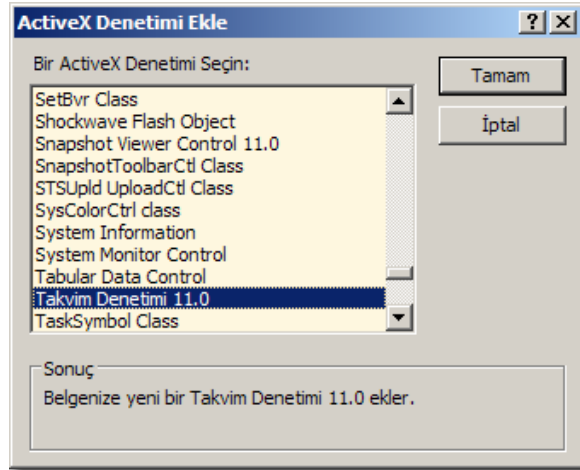 ActiveX Denetimi Ekle
Bir ActiveX Denetimi Seçin:
SetBvr Class
Shockwave Flash Object
Snapshot Viewer Control 11.0
SnapshotToolbarCtl Class
STSUpld UploadCtl Class
SysColorCtrl class
System Information
System Monitor Control
Tabular Data Control
Takvim Denetimi 11.0
TaskSymbol Class
Tamam
İptal
Sonuç
Belgenize yeni bir Takvim Denetimi 11.0 ekler.